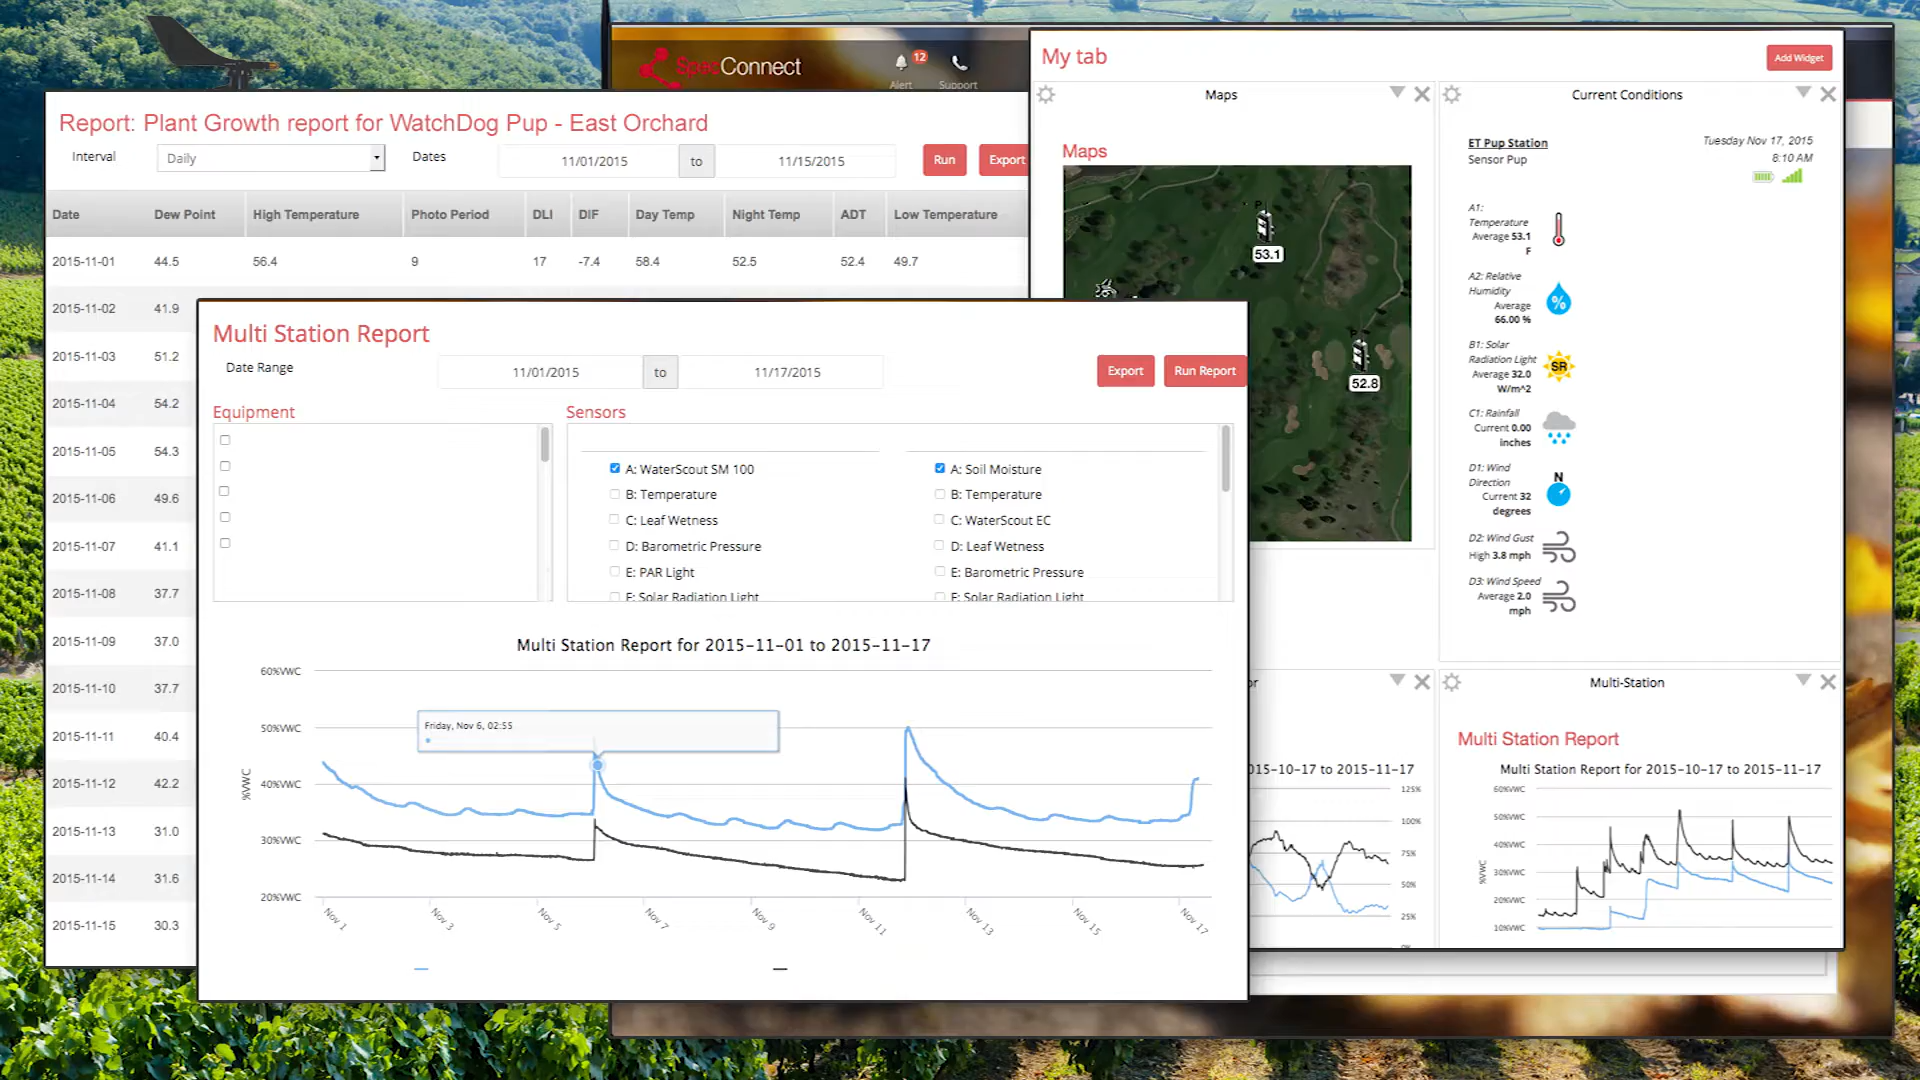 SpecConnect
12
Alert
Support
Report: Plant Growth report for WatchDog Pup - East Orchard
Interval
Daily
Dates
11/01/2015
to
11/15/2015
Run
Export
Date
Dew Point
High Temperature
Photo Period
DLI
DIF
Day Temp
Night Temp
ADT
Low Temperature
2015-11-01
44.5
56.4
9
17
-7.4
58.4
52.5
52.4
49.7
2015-11-02
41.9
2015-11-03
51.2
2015-11-04
54.2
2015-11-05
54.3
2015-11-06
49.6
2015-11-07
41.1
2015-11-08
37.7
2015-11-09
37.0
2015-11-10
37.7
2015-11-11
40.4
2015-11-12
42.2
2015-11-13
31.0
2015-11-14
31.6
2015-11-15
30.3
Multi Station Report
Date Range
11/01/2015
to
11/17/2015
Export
Run Report
Equipment
Sensors
A: WaterScout SM 100
B: Temperature
C: Leaf Wetness
D: Barometric Pressure
E: PAR Light
F: Solar Radiation Light
A: Soil Moisture
B: Temperature
C: WaterScout EC
D: Leaf Wetness
E: Barometric Pressure
F: Solar Radiation Light
Multi Station Report for 2015-11-01 to 2015-11-17
60%VWC
50%VWC
40%VWC
30%VWC
20%VWC
%VWC
Friday, Nov 6, 02:55
Nov 1
Nov 3
Nov 5
Nov 7
Nov 9
Nov 11
Nov 13
Nov 15
Nov 17
My tab
Add Widget
Maps
Maps
P
53.1
P
52.8
Current Conditions
ET Pup Station
Sensor Pup
Tuesday Nov 17, 2015
8:10 AM
A1:
Temperature
Average 53.1
F
A2: Relative
Humidity
Average
66.00 %
%
B1: Solar
Radiation Light
Average 32.0
W/m^2
SR
C1: Rainfall
Current 0.00
inches
D1: Wind
Direction
Current 32
degrees
N
D2: Wind Gust
High 3.8 mph
D3: Wind Speed
Average 2.0
mph
or
015-10-17 to 2015-11-17
125%
100%
75%
50%
25%
0%
Multi-Station
Multi Station Report
Multi Station Report for 2015-10-17 to 2015-11-17
60%VWC
50%VWC
40%VWC
30%VWC
20%VWC
10%VWC
%VWC